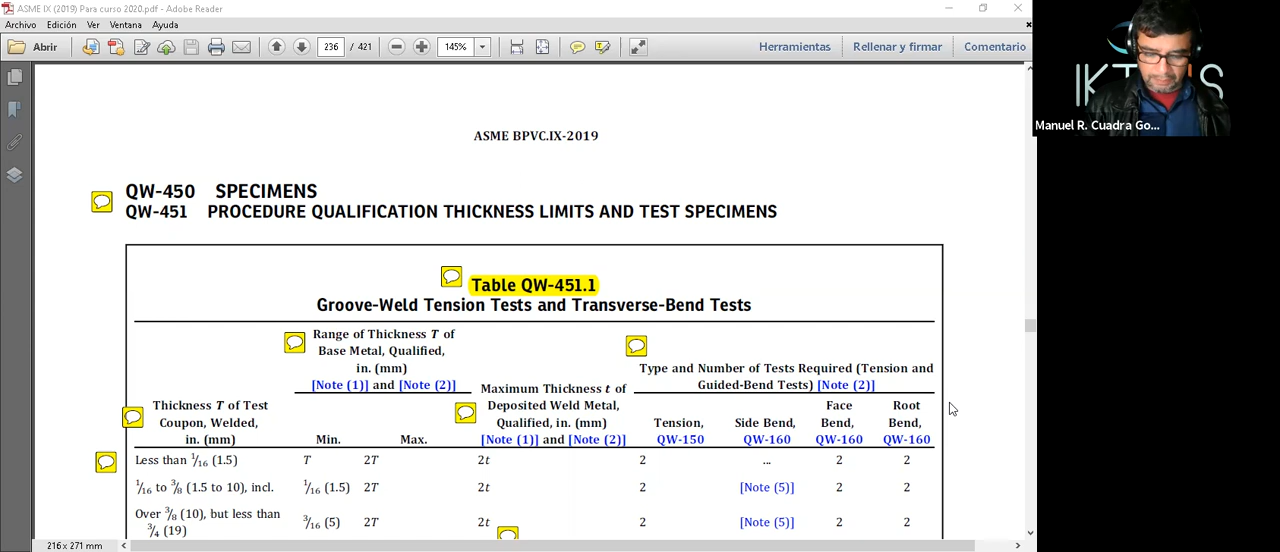 ASME IX (2019) Para curso 2020.pdf - Adobe Reader
Archivo Edición Ver Ventana Ayuda
Abrir 236 / 421 145% Herramientas Rellenar y firmar Comentario
Manuel R. Cuadra Go...
ASME BPVC.IX-2019
QW-450 SPECIMENS
QW-451 PROCEDURE QUALIFICATION THICKNESS LIMITS AND TEST SPECIMENS
Table QW-451.1
Groove-Weld Tension Tests and Transverse-Bend Tests
Range of Thickness T of
Base Metal, Qualified,
in. (mm)
[Note (1)] and [Note (2)]
Type and Number of Tests Required (Tension and
Guided-Bend Tests) [Note (2)]
Thickness T of Test
Coupon, Welded,
in. (mm)
Min. Max.
Maximum Thickness t of
Deposited Weld Metal,
Qualified, in. (mm)
[Note (1)] and [Note (2)]
Tension,
QW-150
Side Bend,
QW-160
Face
Bend,
QW-160
Root
Bend,
QW-160
Less than 1/16 (1.5) T 2T 2t 2 ... 2 2
1/16 to 3/8 (1.5 to 10), incl. 1/16 (1.5) 2T 2t 2 [Note (5)] 2 2
Over 3/8 (10), but less than
3/4 (19) 3/16 (5) 2T 2t 2 [Note (5)] 2 2
216 x 271 mm